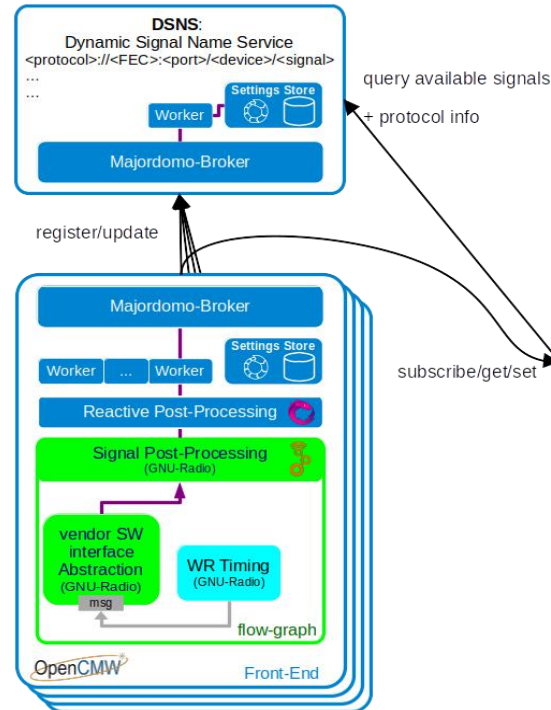 DSNS:
Dynamic Signal Name Service
<protocol>://<FEC>:<port>/<device>/<signal>
...
...
Settings Store
Worker
Majordomo-Broker
query available signals
+ protocol info
register/update
subscribe/get/set
Majordomo-Broker
Settings Store
Worker
...
Worker
Reactive Post-Processing
Signal Post-Processing
(GNU-Radio)
vendor SW
interface
Abstraction
(GNU-Radio)
msg
WR Timing
(GNU-Radio)
flow-graph
OpenCMW
Front-End